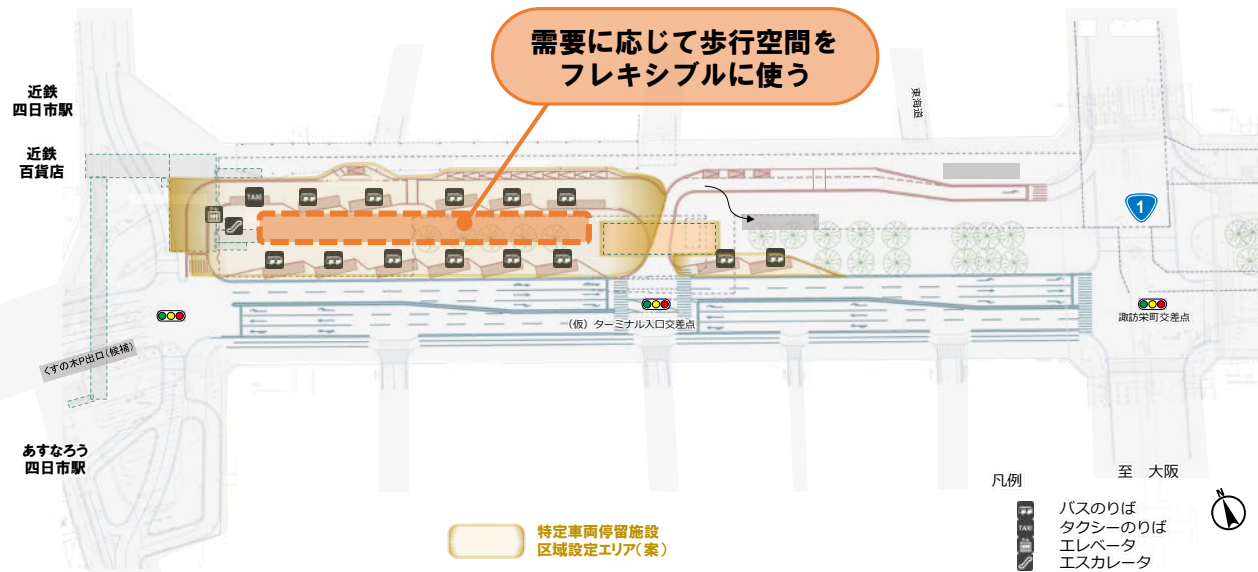 需要に応じて歩行空間を
フレキシブルに使う
近鉄
四日市駅
近鉄
百貨店
東海道
TAXI
1
(仮)ターミナル入口交差点
諏訪栄町交差点
くすの木P出口(候補)
あすなろう
四日市駅
特定車両停留施設
区域設定エリア(案)
凡例
至 大阪
N
バスのりば
TAXI
タクシーのりば
エレベータ
エスカレータ